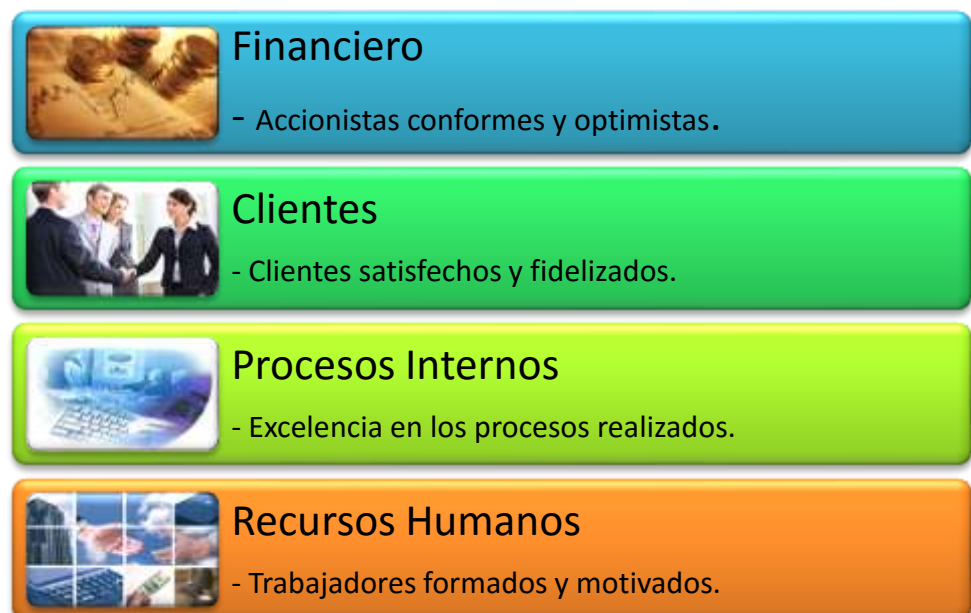 Financiero
- Accionistas conformes y optimistas.
Clientes
- Clientes satisfechos y fidelizados.
Procesos Internos
- Excelencia en los procesos realizados.
Recursos Humanos
- Trabajadores formados y motivados.